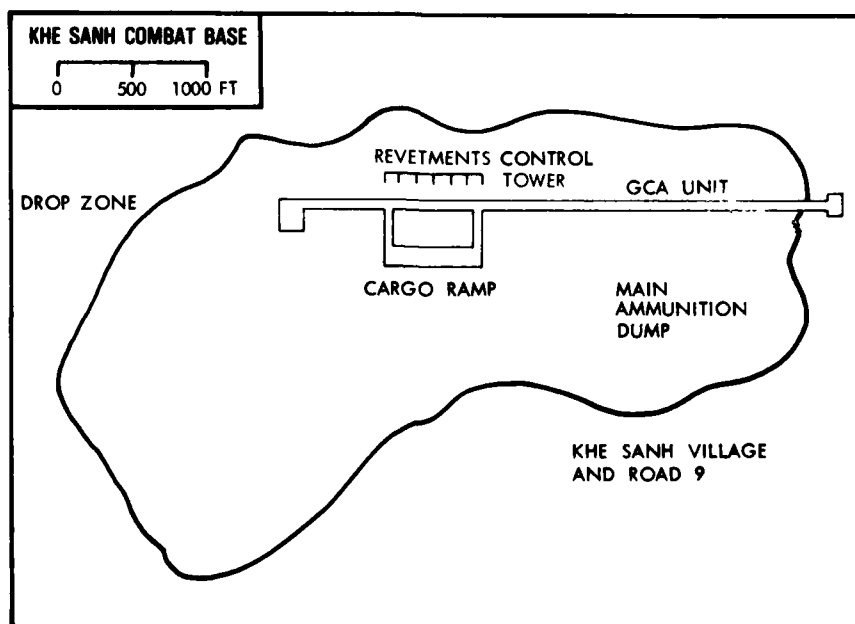 KHE SANH COMBAT BASE
0 500 1000 FT
REVETMENTS CONTROL
TOWER
GCA UNIT
DROP ZONE
CARGO RAMP
MAIN
AMMUNITION
DUMP
KHE SANH VILLAGE
AND ROAD 9